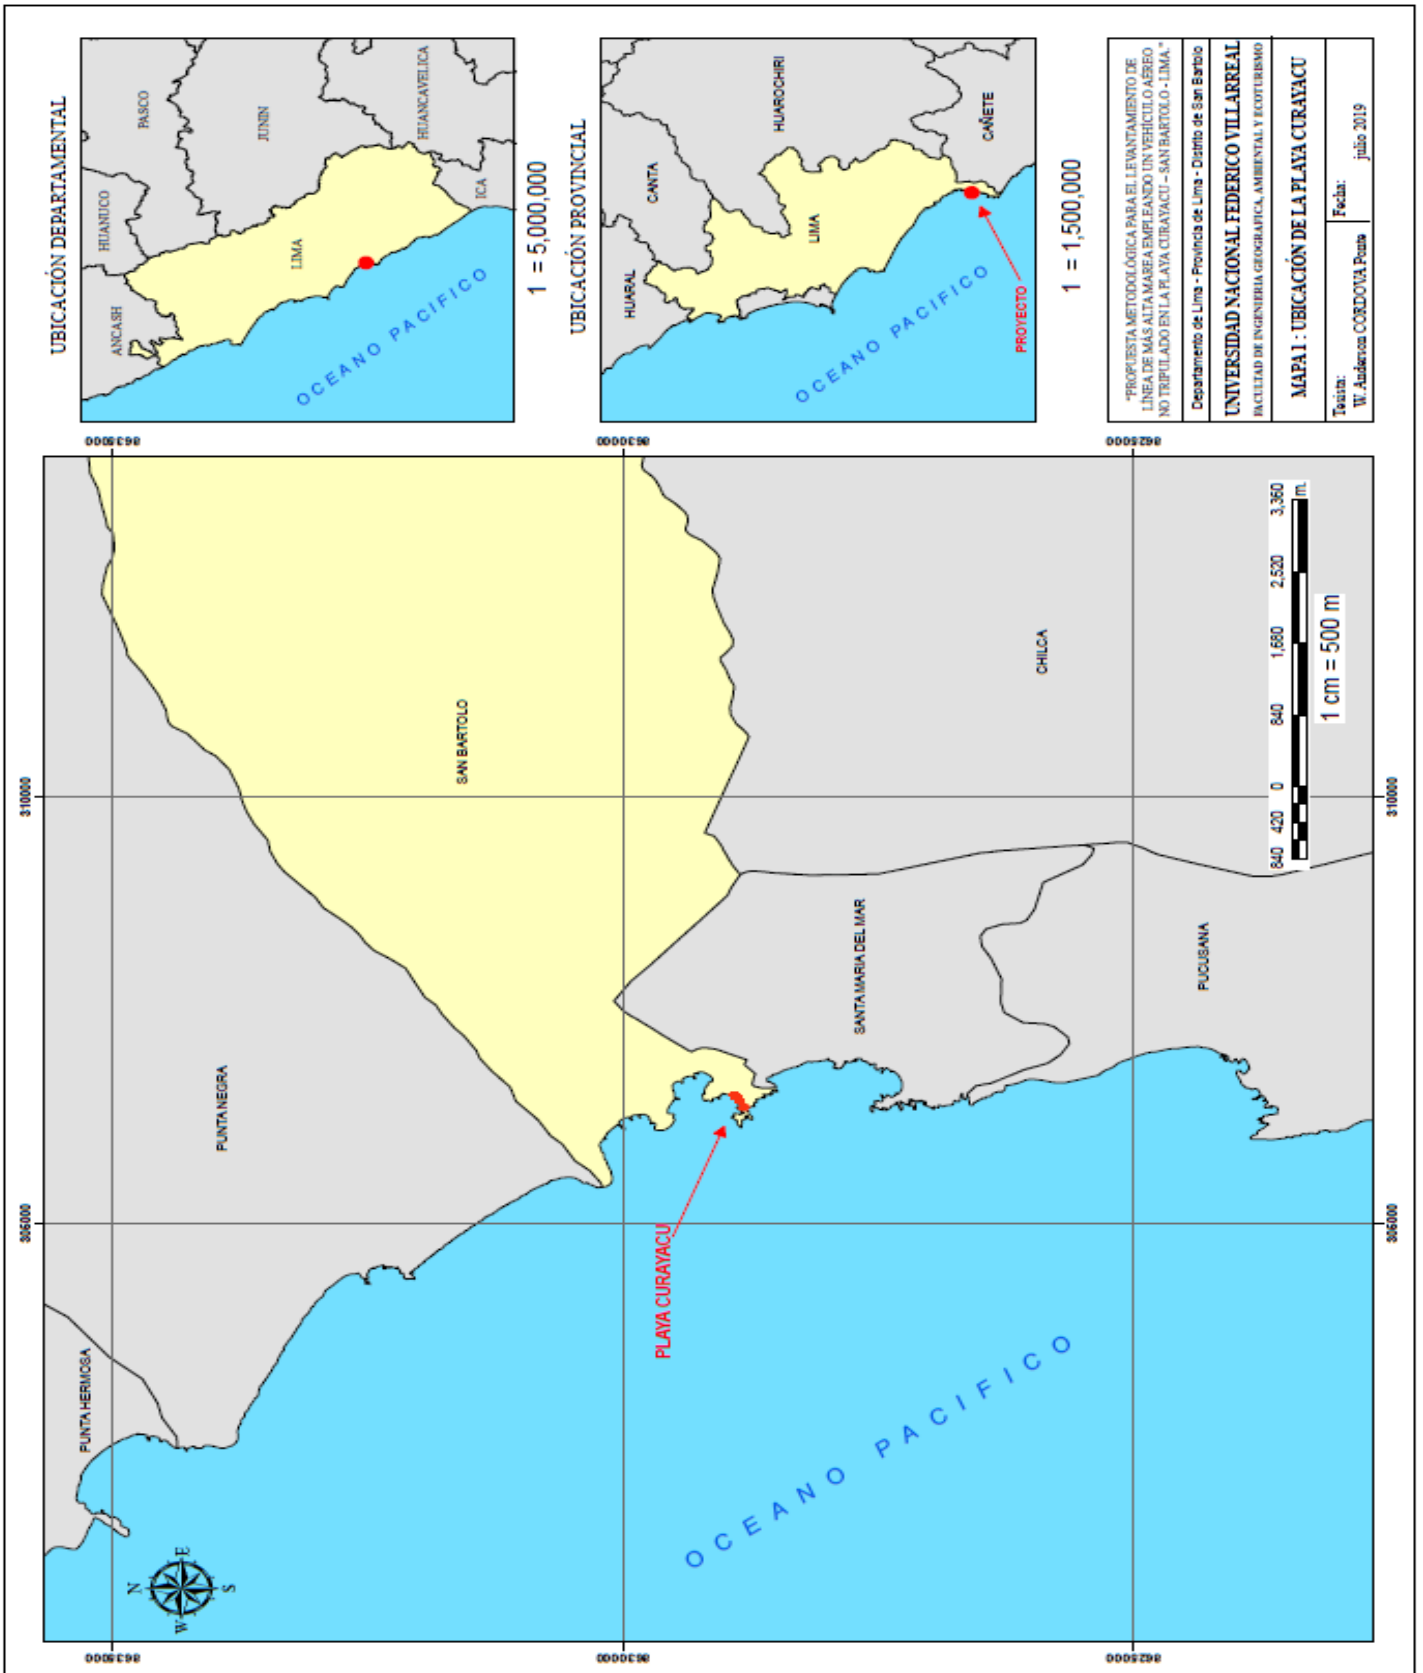 PUNTA HERMOSA
PUNTA NEGRA
SAN BARTOLO
SANTA MARIA DEL MAR
CHILCA
PUCUSANA
PLAYA CURAYACU
OCEANO PACIFICO
N
W
E
S
305000
310000
305000
310000
8635000
8630000
8625000
8635000
8630000
8625000
840 420 0 840 1,680 2,520 3,360
m.
1 cm = 500 m
UBICACIÓN DEPARTAMENTAL
ANCASH
HUANUCO
PASCO
JUNIN
LIMA
HUANCAVELICA
ICA
OCEANO PACIFICO
1 = 5,000,000
UBICACIÓN PROVINCIAL
HUARAL
CANTA
HUAROCHIRI
LIMA
CAÑETE
OCEANO PACIFICO
PROYECTO
1 = 1,500,000
"PROPUESTA METODOLÓGICA PARA EL LEVANTAMIENTO DE
LÍNEA DE MÁS ALTA MAREA EMPLEANDO UN VEHÍCULO AÉREO
NO TRIPULADO EN LA PLAYA CURAYACU – SAN BARTOLO - LIMA."
Departamento de Lima - Provincia de Lima - Distrito de San Bartolo
UNIVERSIDAD NACIONAL FEDERICO VILLARREAL
FACULTAD DE INGENIERIA GEOGRAFICA, AMBIENTAL Y ECOTURISMO
MAPA 1 : UBICACIÓN DE LA PLAYA CURAYACU
Tesista:
W. Anderson CORDOVA Ponte
Fecha:
julio 2019